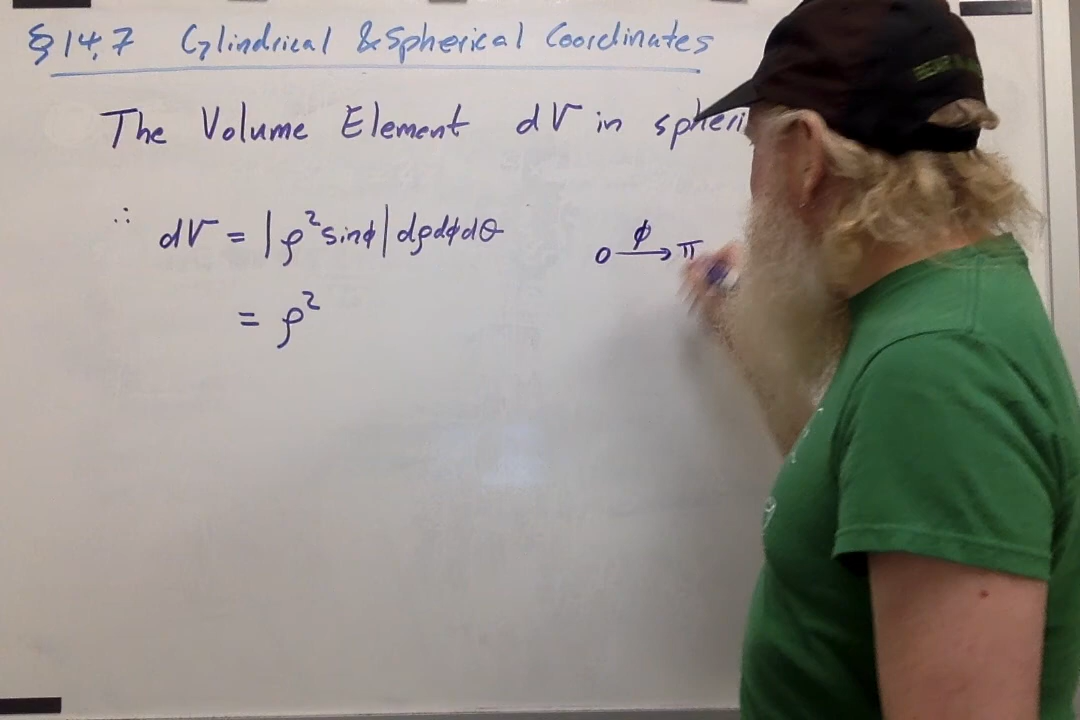 § 14.7 Cylindrical & Spherical Coordinates
The Volume Element dV in spheri
∴ dV = |ρ² sinϕ| dρdϕdθ
0 ϕ→ π
= ρ²